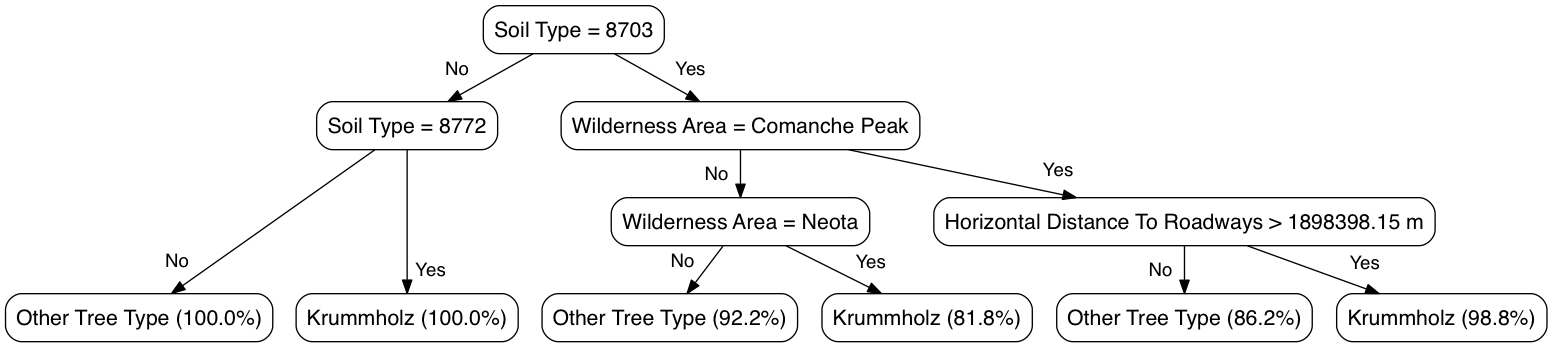 Soil Type = 8703
No
Yes
Soil Type = 8772
Wilderness Area = Comanche Peak
No
Yes
Wilderness Area = Neota
Horizontal Distance To Roadways > 1898398.15 m
No
Yes
No
Yes
No
Yes
Other Tree Type (100.0%)
Krummholz (100.0%)
Other Tree Type (92.2%)
Krummholz (81.8%)
Other Tree Type (86.2%)
Krummholz (98.8%)